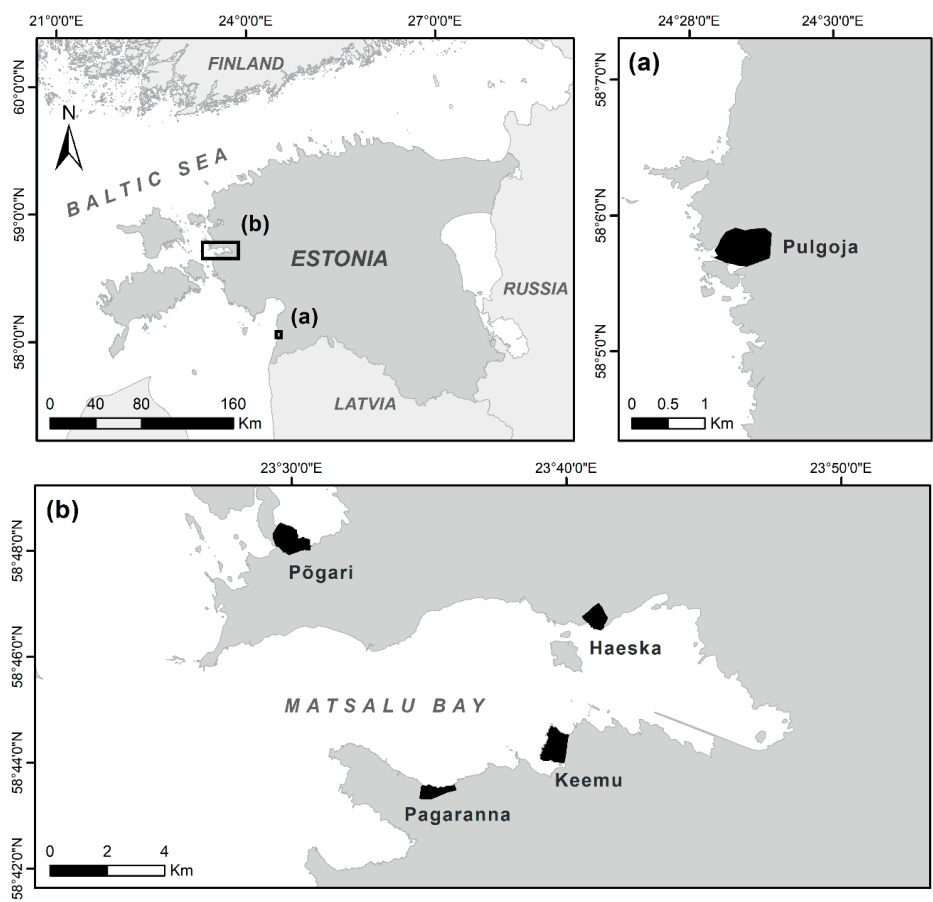 21°0'0"E 24°0'0"E 27°0'0"E
60°0'0"N
59°0'0"N
58°0'0"N
FINLAND
N
BALTIC SEA
(b)
ESTONIA
RUSSIA
(a)
LATVIA
0 40 80 160
Km
24°28'0"E 24°30'0"E
(a)
58°7'0"N
58°6'0"N
58°5'0"N
Pulgoja
0 0.5 1
Km
23°30'0"E 23°40'0"E 23°50'0"E
(b)
58°48'0"N
58°46'0"N
58°44'0"N
58°42'0"N
Põgari
Haeska
MATSALU BAY
Keemu
Pagaranna
0 2 4
Km